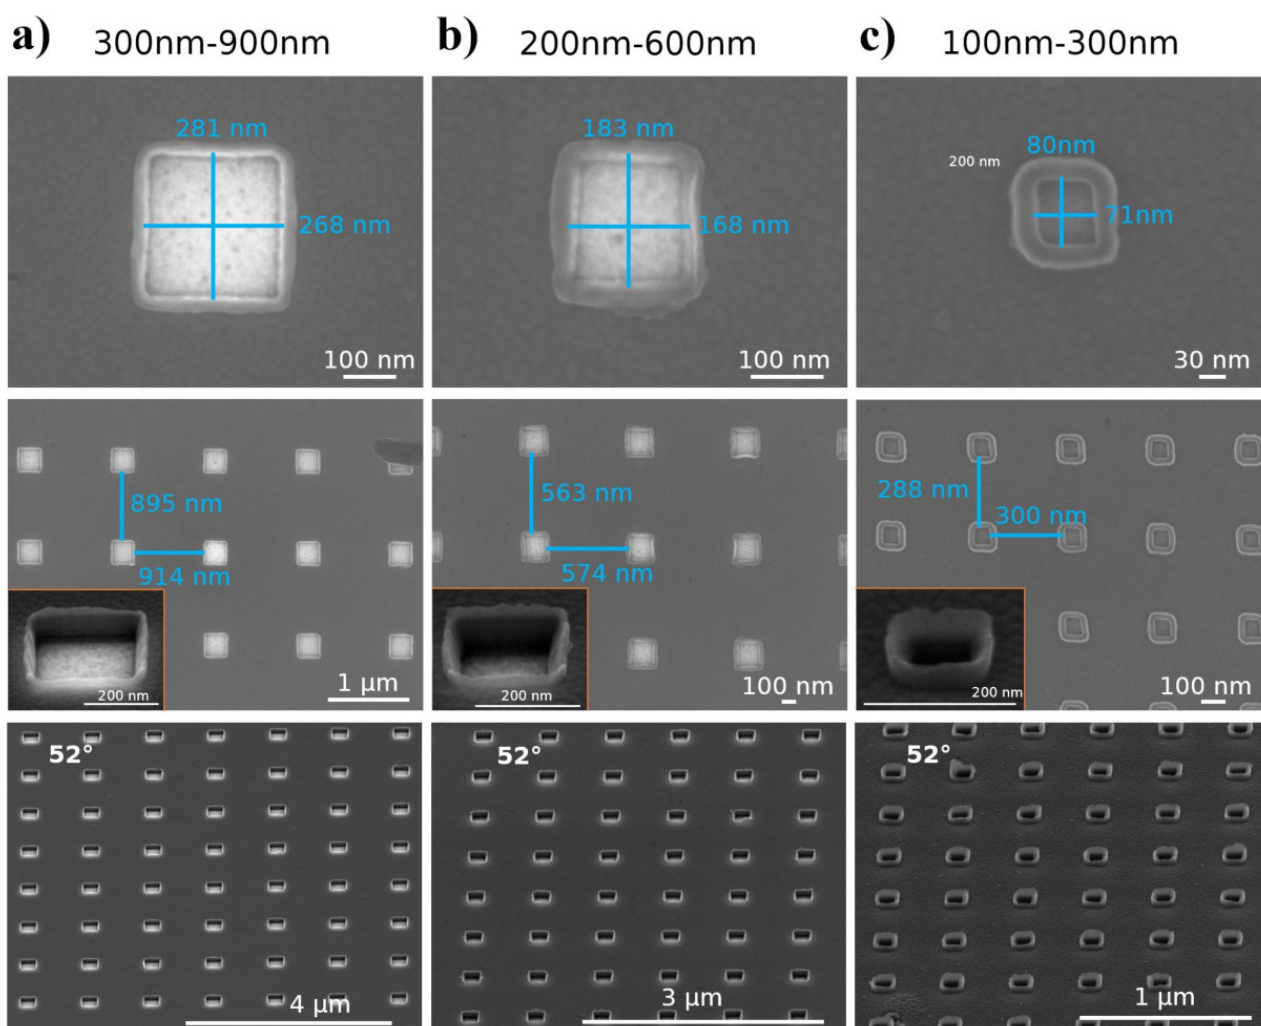 a) 300nm-900nm
b) 200nm-600nm
c) 100nm-300nm
281 nm
268 nm
100 nm
183 nm
168 nm
100 nm
200 nm
80nm
71nm
30 nm
895 nm
914 nm
200 nm
1 µm
563 nm
574 nm
200 nm
100 nm
288 nm
300 nm
200 nm
100 nm
52°
4 µm
52°
3 µm
52°
1 µm